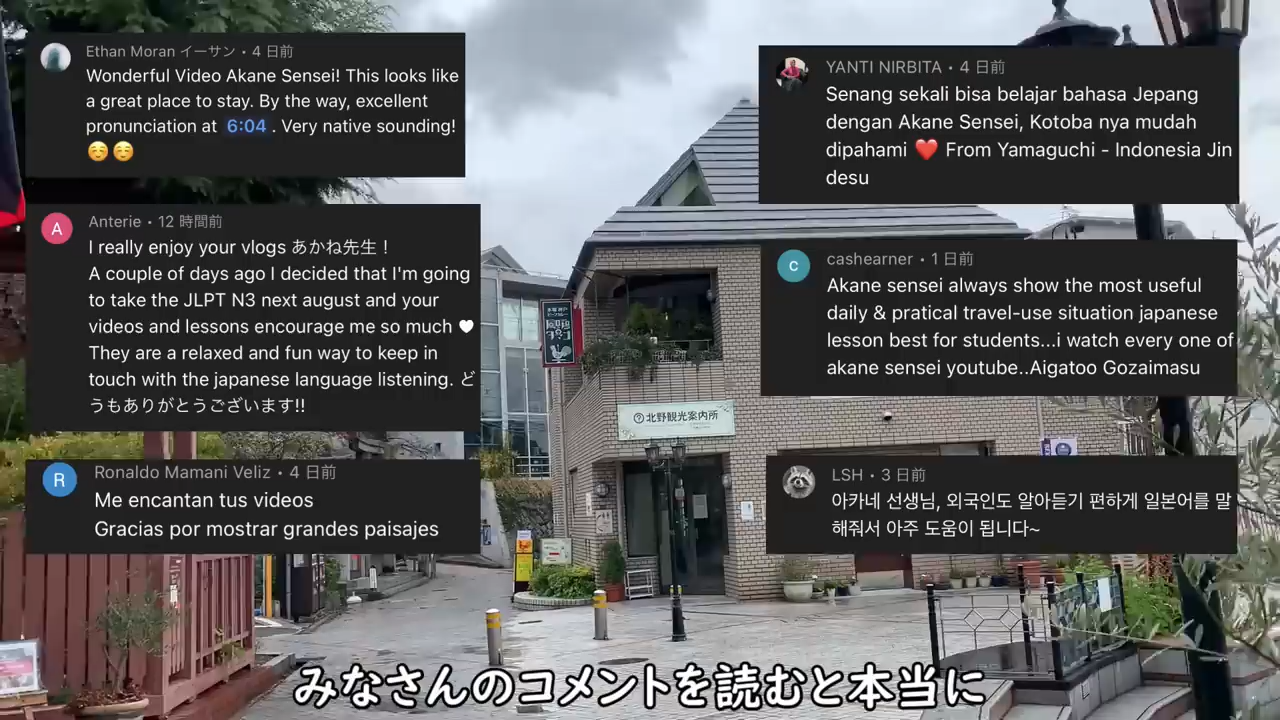 Ethan Moran イーサン • 4 日前
Wonderful Video Akane Sensei! This looks like
a great place to stay. By the way, excellent
pronunciation at 6:04 . Very native sounding!
☺️☺️
A
Anterie • 12 時間前
I really enjoy your vlogs あかね先生！
A couple of days ago I decided that I'm going
to take the JLPT N3 next august and your
videos and lessons encourage me so much 🤍
They are a relaxed and fun way to keep in
touch with the japanese language listening. ど
うもありがとうございます!!
R
Ronaldo Mamani Veliz • 4 日前
Me encantan tus videos
Gracias por mostrar grandes paisajes
YANTI NIRBITA • 4 日前
Senang sekali bisa belajar bahasa Jepang
dengan Akane Sensei, Kotoba nya mudah
dipahami ❤️ From Yamaguchi - Indonesia Jin
desu
c
cashearner • 1 日前
Akane sensei always show the most useful
daily & pratical travel-use situation japanese
lesson best for students...i watch every one of
akane sensei youtube..Aigatoo Gozaimasu
LSH • 3 日前
아카네 선생님, 외국인도 알아듣기 편하게 일본어를 말
해줘서 아주 도움이 됩니다~
?北野観光案内所
みなさんのコメントを読むと本当に